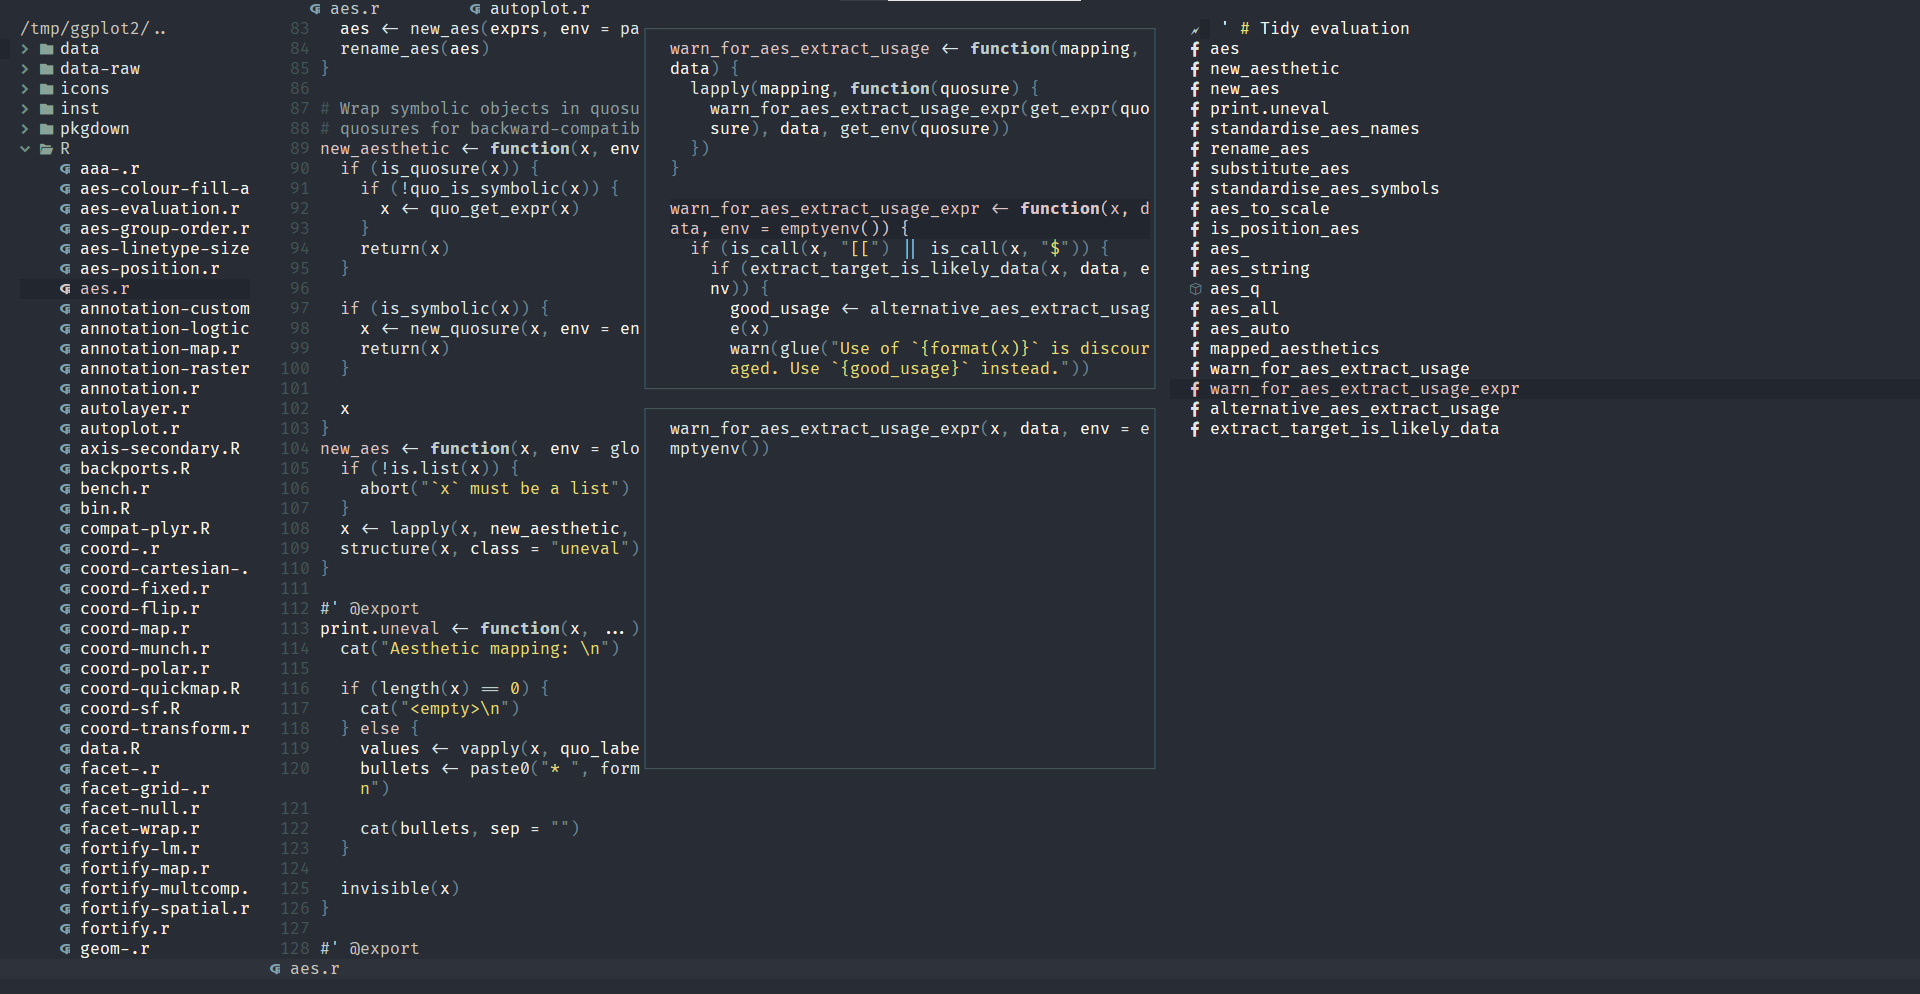 aes.r
autoplot.r
/tmp/ggplot2/..
data
data-raw
icons
inst
pkgdown
R
aaa-.r
aes-colour-fill-a
aes-evaluation.r
aes-group-order.r
aes-linetype-size
aes-position.r
aes.r
annotation-custom
annotation-logtic
annotation-map.r
annotation-raster
annotation.r
autolayer.r
autoplot.r
axis-secondary.R
backports.R
bench.r
bin.R
compat-plyr.R
coord-.r
coord-cartesian-.
coord-fixed.r
coord-flip.r
coord-map.r
coord-munch.r
coord-polar.r
coord-quickmap.R
coord-sf.R
coord-transform.r
data.R
facet-.r
facet-grid-.r
facet-null.r
facet-wrap.r
fortify-lm.r
fortify-map.r
fortify-multcomp.
fortify-spatial.r
fortify.r
geom-.r
83   aes <- new_aes(exprs, env = pa
84   rename_aes(aes)
85 }
86
87 # Wrap symbolic objects in quosu
88 # quosures for backward-compatib
89 new_aesthetic <- function(x, env
90   if (is_quosure(x)) {
91     if (!quo_is_symbolic(x)) {
92       x <- quo_get_expr(x)
93     }
94     return(x)
95   }
96
97   if (is_symbolic(x)) {
98     x <- new_quosure(x, env = en
99     return(x)
100   }
101
102   x
103 }
104 new_aes <- function(x, env = glo
105   if (!is.list(x)) {
106     abort("`x` must be a list")
107   }
108   x <- lapply(x, new_aesthetic,
109   structure(x, class = "uneval")
110 }
111
112 #' @export
113 print.uneval <- function(x, ...)
114   cat("Aesthetic mapping: \n")
115
116   if (length(x) == 0) {
117     cat("<empty>\n")
118   } else {
119     values <- vapply(x, quo_labe
120     bullets <- paste0("* ", form
n")
121
122     cat(bullets, sep = "")
123   }
124
125   invisible(x)
126 }
127
128 #' @export
warn_for_aes_extract_usage <- function(mapping,
data) {
  lapply(mapping, function(quosure) {
    warn_for_aes_extract_usage_expr(get_expr(quo
    sure), data, get_env(quosure))
  })
}
warn_for_aes_extract_usage_expr <- function(x, d
ata, env = emptyenv()) {
  if (is_call(x, "[[") || is_call(x, "$")) {
    if (extract_target_is_likely_data(x, data, e
    nv)) {
      good_usage <- alternative_aes_extract_usag
      e(x)
      warn(glue("Use of `{format(x)}` is discour
      aged. Use `{good_usage}` instead."))
warn_for_aes_extract_usage_expr(x, data, env = e
mptyenv())
' # Tidy evaluation
f aes
f new_aesthetic
f new_aes
f print.uneval
f standardise_aes_names
f rename_aes
f substitute_aes
f standardise_aes_symbols
f aes_to_scale
f is_position_aes
f aes_
f aes_string
aes_q
f aes_all
f aes_auto
f mapped_aesthetics
f warn_for_aes_extract_usage
f warn_for_aes_extract_usage_expr
f alternative_aes_extract_usage
f extract_target_is_likely_data
aes.r